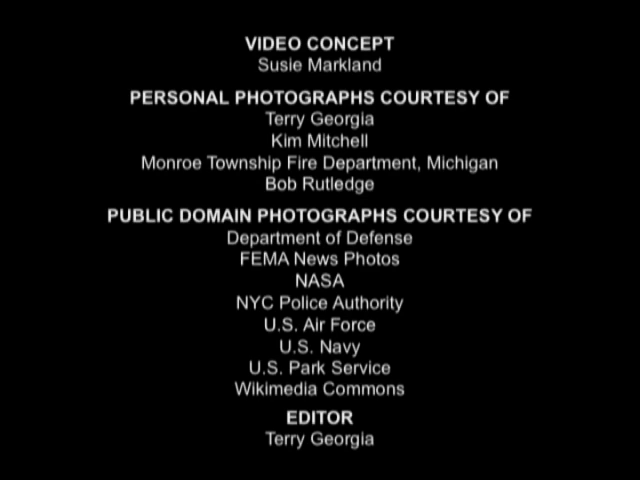 VIDEO CONCEPT
Susie Markland
PERSONAL PHOTOGRAPHS COURTESY OF
Terry Georgia
Kim Mitchell
Monroe Township Fire Department, Michigan
Bob Rutledge
PUBLIC DOMAIN PHOTOGRAPHS COURTESY OF
Department of Defense
FEMA News Photos
NASA
NYC Police Authority
U.S. Air Force
U.S. Navy
U.S. Park Service
Wikimedia Commons
EDITOR
Terry Georgia